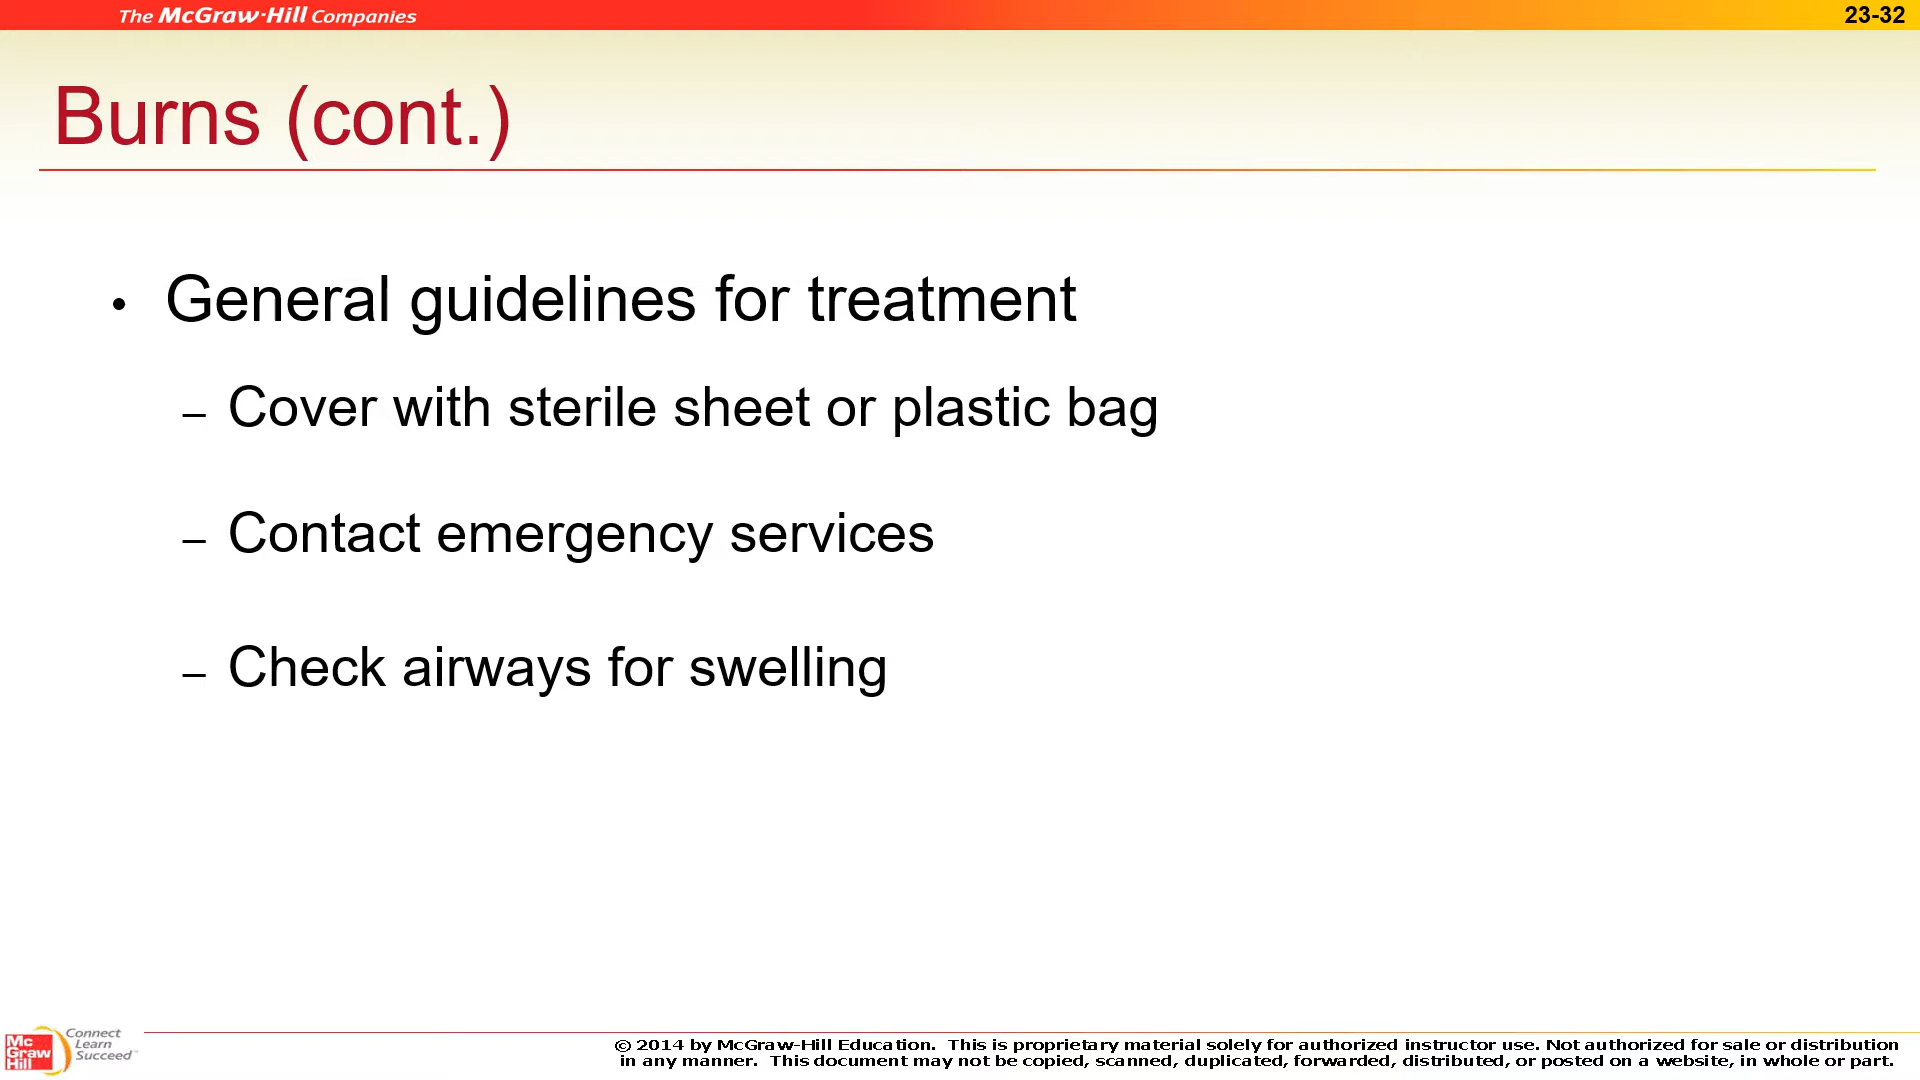 The McGraw-Hill Companies
23-32
Burns (cont.)
• General guidelines for treatment
– Cover with sterile sheet or plastic bag
– Contact emergency services
– Check airways for swelling
Mc
Graw
Hill
Connect
Learn
Succeed™
© 2014 by McGraw-Hill Education. This is proprietary material solely for authorized instructor use. Not authorized for sale or distribution
in any manner. This document may not be copied, scanned, duplicated, forwarded, distributed, or posted on a website, in whole or part.